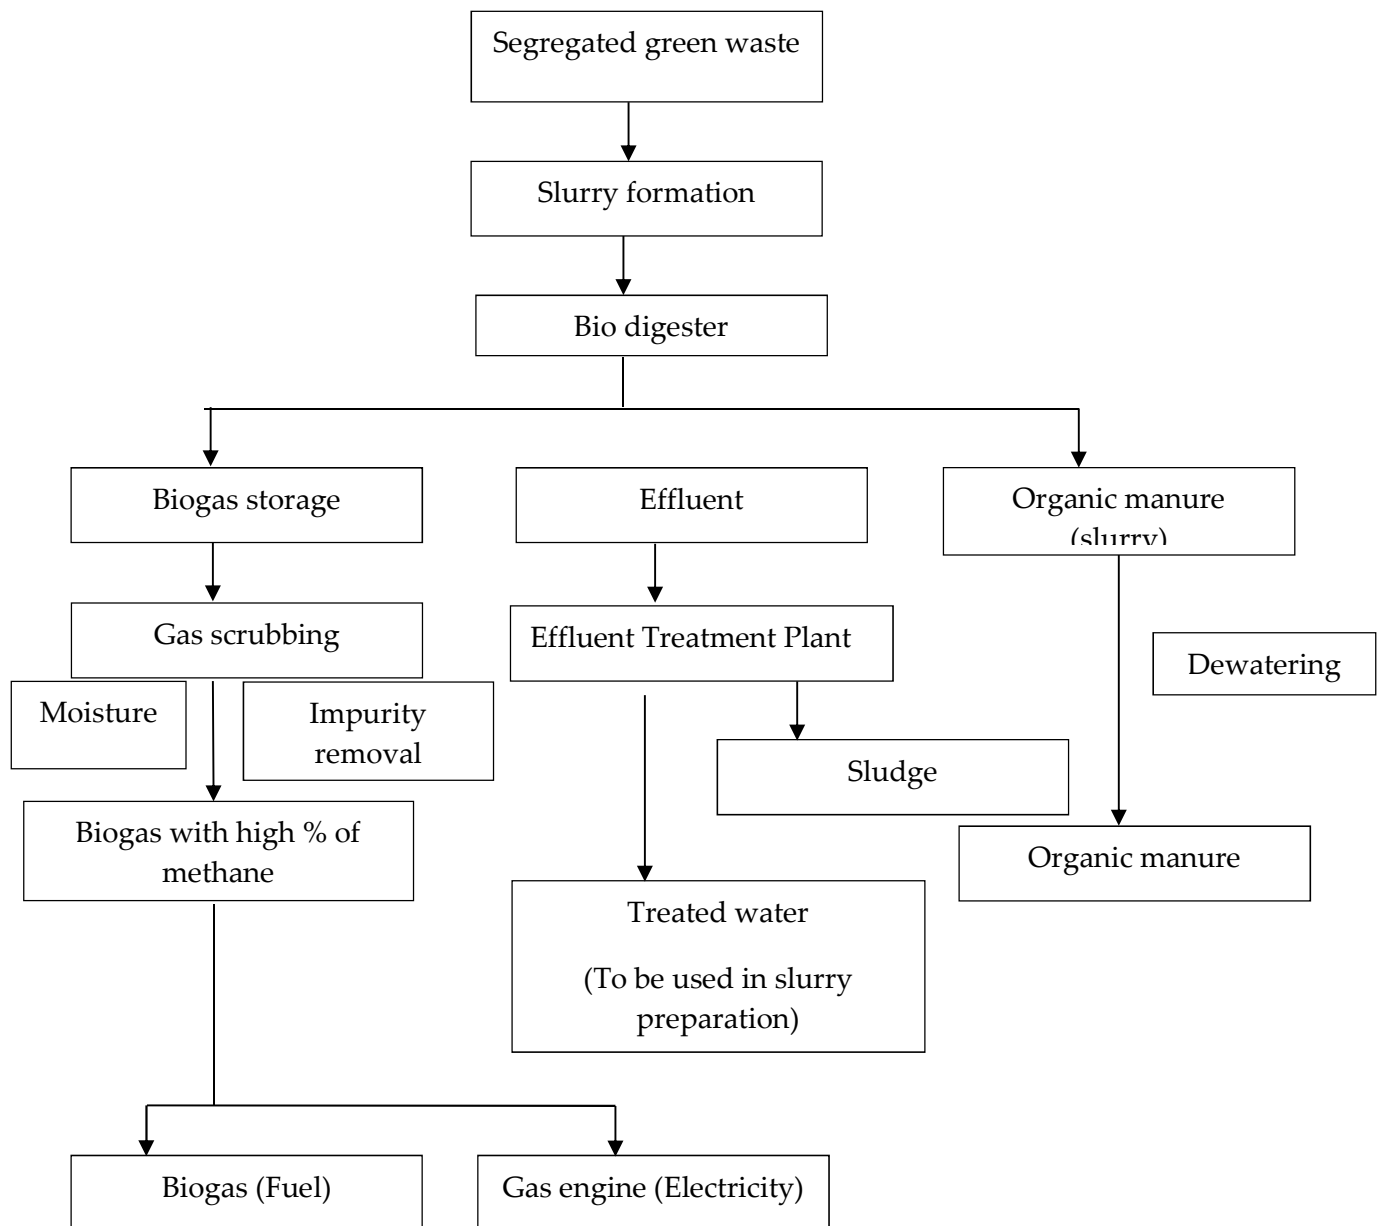 Segregated green waste
Slurry formation
Bio digester
Biogas storage
Effluent
Organic manure
(slurry)
Gas scrubbing
Effluent Treatment Plant
Dewatering
Moisture
Impurity
removal
Sludge
Biogas with high % of
methane
Organic manure
Treated water
(To be used in slurry
preparation)
Biogas (Fuel)
Gas engine (Electricity)